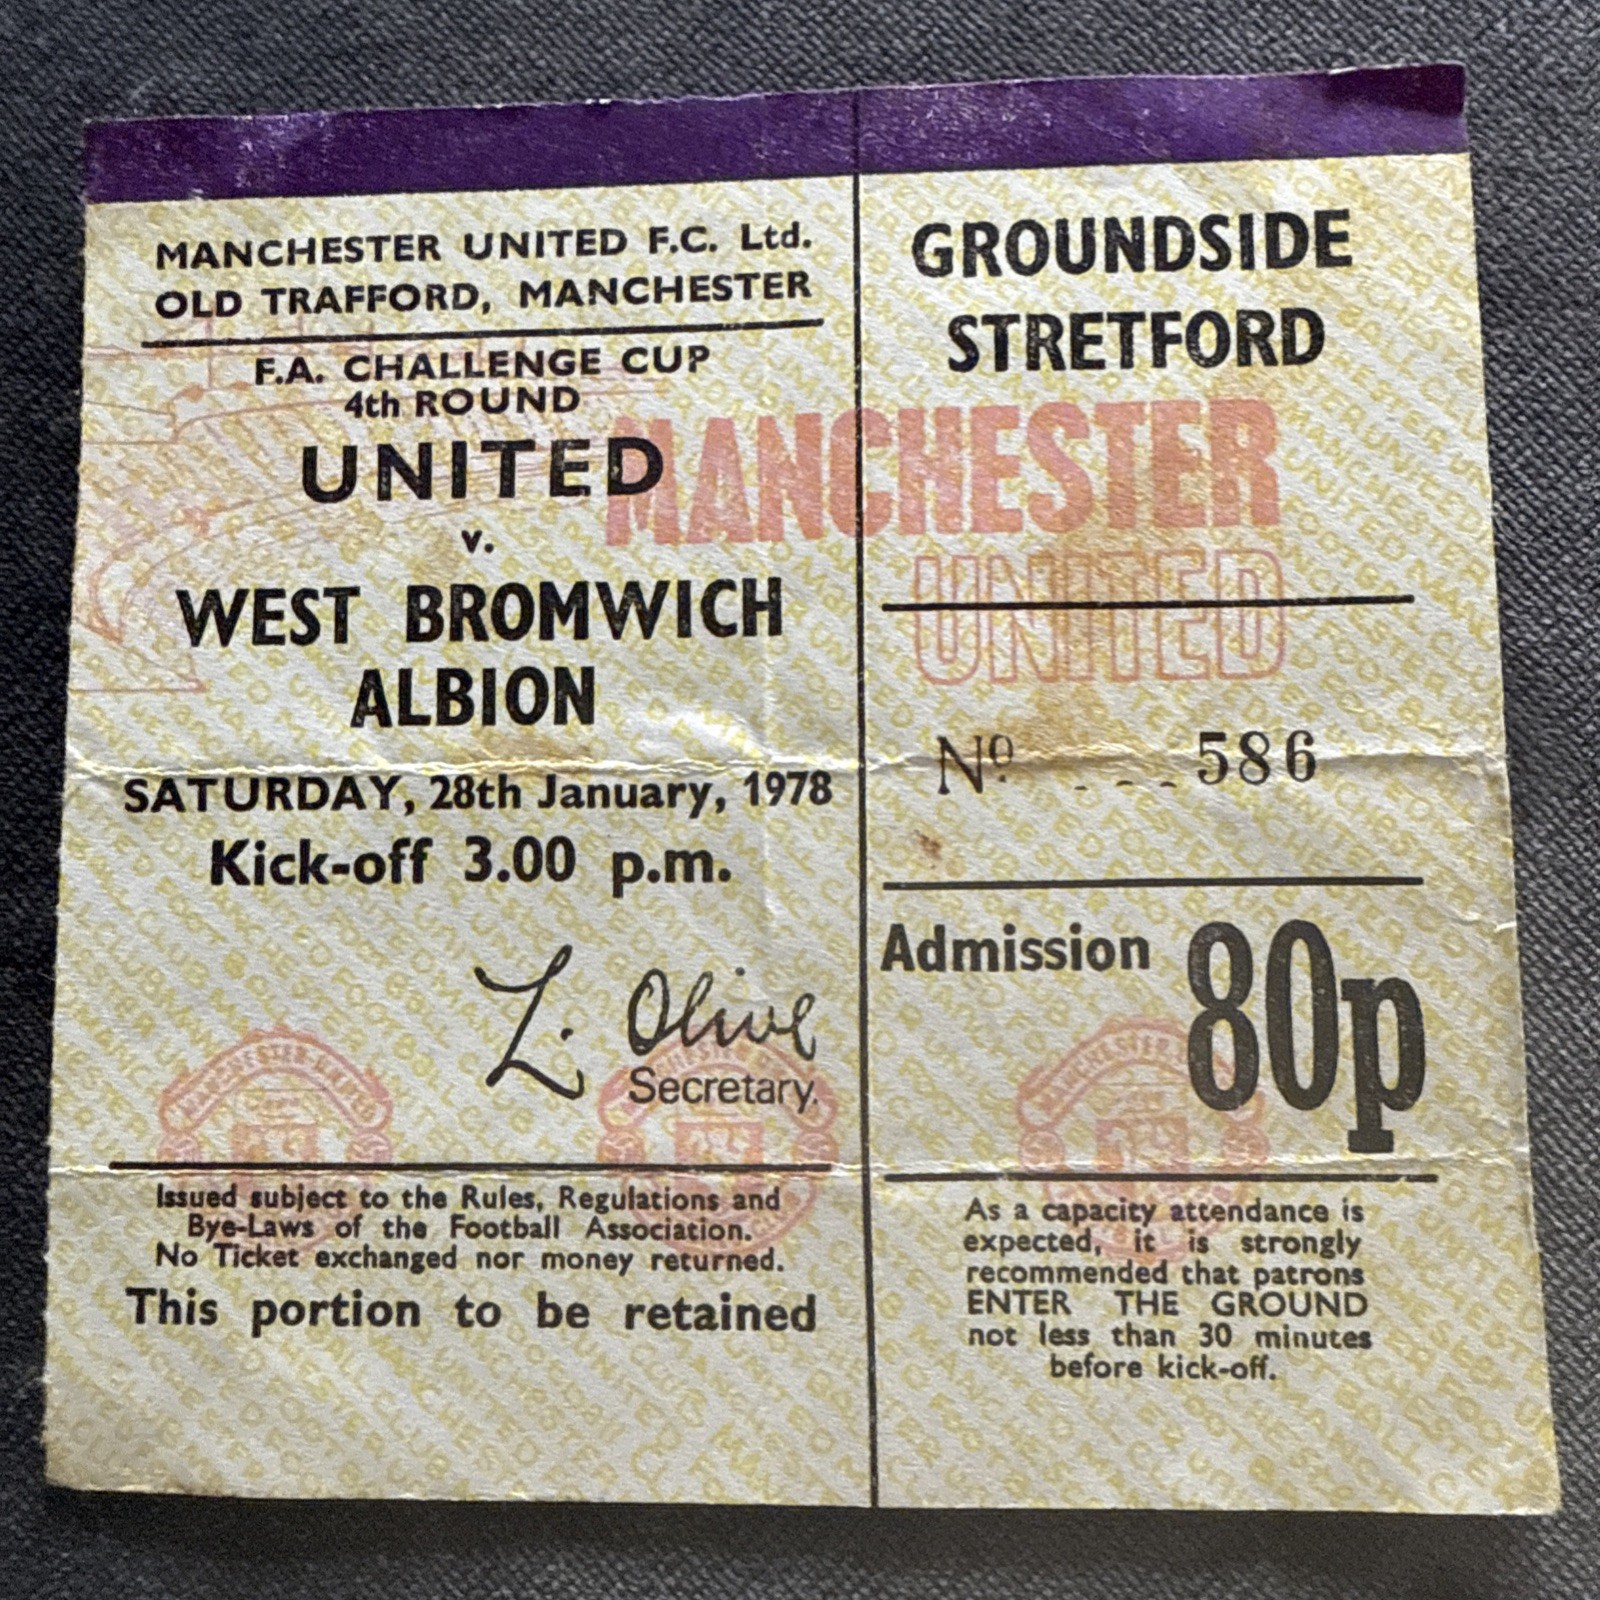 MANCHESTER UNITED F.C. Ltd.
OLD TRAFFORD, MANCHESTER
F.A. CHALLENGE CUP
4th ROUND
UNITED
v.
WEST BROMWICH
ALBION
SATURDAY, 28th January, 1978
Kick-off 3.00 p.m.
L. Olive
Secretary.
Issued subject to the Rules, Regulations and
Bye-Laws of the Football Association.
No Ticket exchanged nor money returned.
This portion to be retained
GROUNDSIDE
STRETFORD
MANCHESTER
UNITED
Nº 586
Admission 80p
As a capacity attendance is
expected, it is strongly
recommended that patrons
ENTER THE GROUND
not less than 30 minutes
before kick-off.